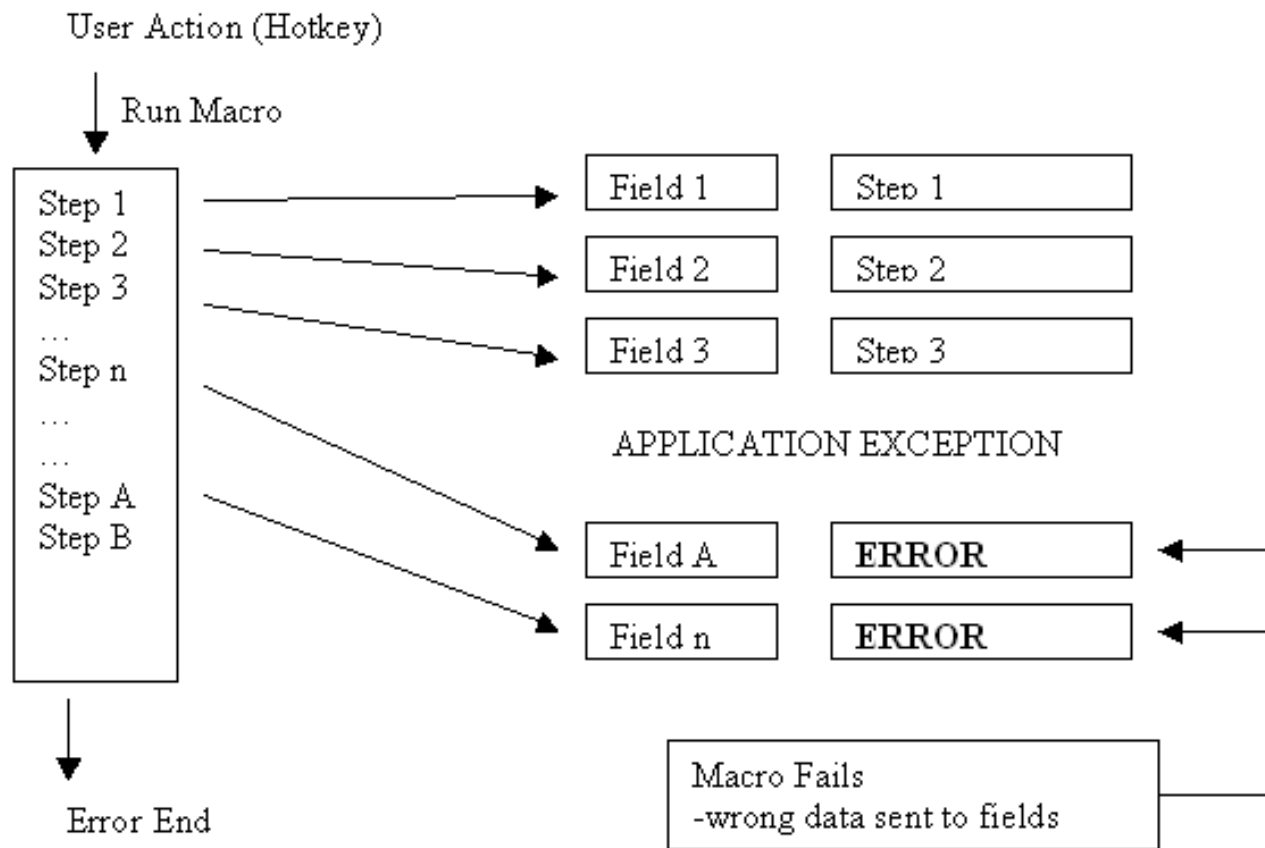 User Action (Hotkey)
Run Macro
Step 1
Step 2
Step 3
...
Step n
...
...
Step A
Step B
Error End
Field 1 Step 1
Field 2 Step 2
Field 3 Step 3
APPLICATION EXCEPTION
Field A ERROR
Field n ERROR
Macro Fails
-wrong data sent to fields